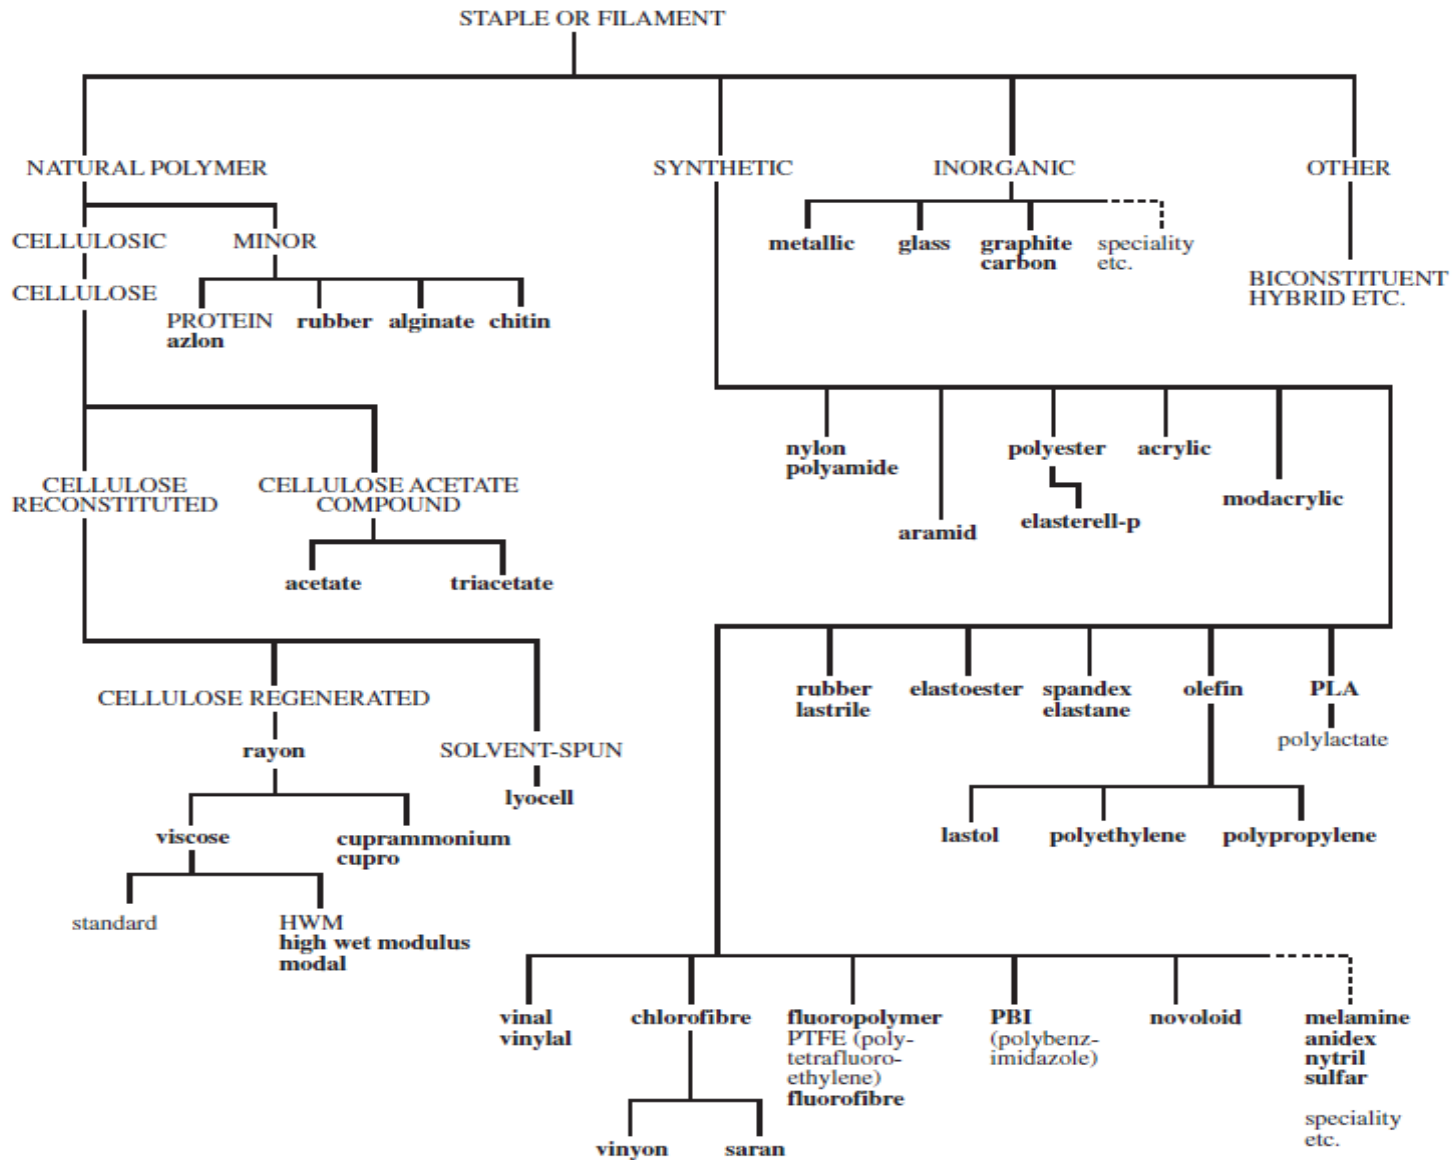 STAPLE OR FILAMENT
NATURAL POLYMER
SYNTHETIC
INORGANIC
OTHER
CELLULOSIC
MINOR
metallic
glass
graphite
carbon
speciality
etc.
BICONSTITUENT
HYBRID ETC.
CELLULOSE
PROTEIN
azlon
rubber
alginate
chitin
nylon
polyamide
aramid
polyester
elasterell-p
acrylic
modacrylic
CELLULOSE
RECONSTITUTED
CELLULOSE ACETATE
COMPOUND
acetate
triacetate
rubber
lastrile
elastoester
spandex
elastane
olefin
PLA
polylactate
CELLULOSE REGENERATED
rayon
SOLVENT-SPUN
lyocell
viscose
cuprammonium
cupro
lastol
polyethylene
polypropylene
standard
HWM
high wet modulus
modal
vinal
vinylal
chlorofibre
fluoropolymer
PTFE (poly-
tetrafluoro-
ethylene)
fluorofibre
PBI
(polybenz-
imidazole)
novoloid
melamine
anidex
nytril
sulfar
speciality
etc.
vinyon
saran